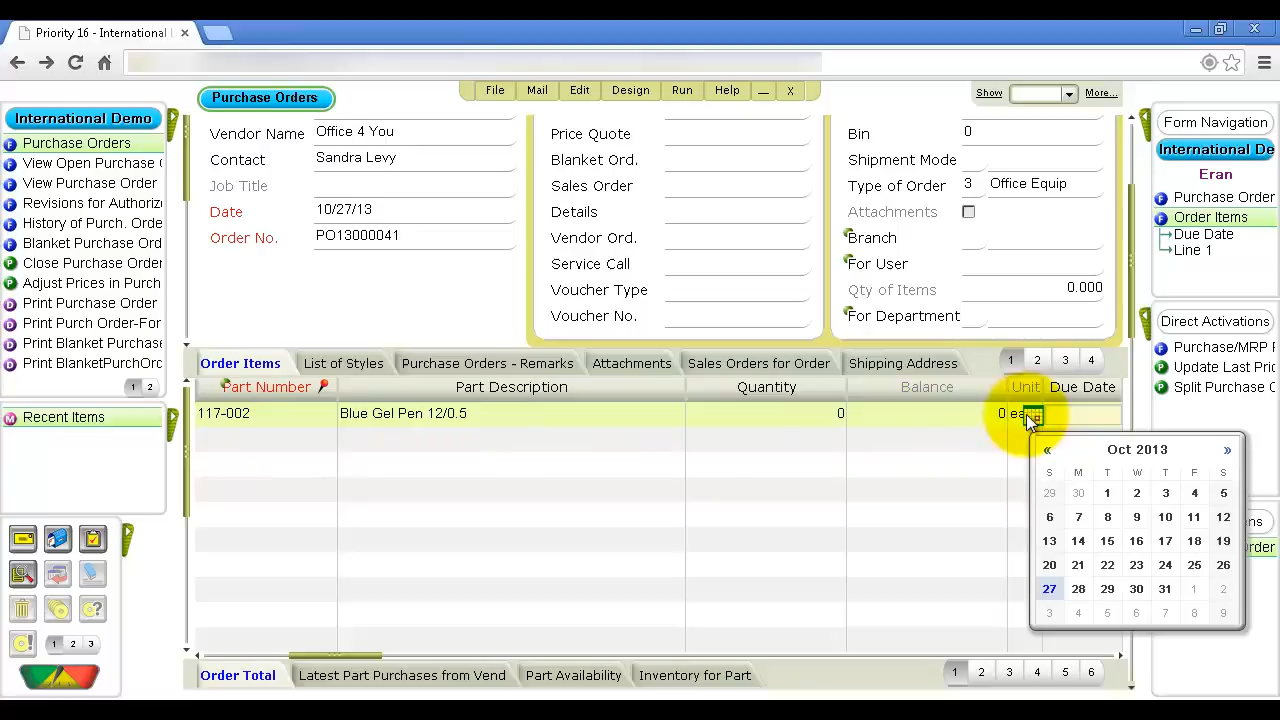 Priority 16 - International
Purchase Orders
File Mail Edit Design Run Help X
Show More...
International Demo
Purchase Orders
View Open Purchase
View Purchase Order
Revisions for Authoriz
History of Purch. Orde
Blanket Purchase Ord
Close Purchase Order
Adjust Prices in Purch
Print Purchase Order
Print Purch Order-For
Print Blanket Purchase
Print BlanketPurchOrc
1 2
Recent Items
1 2 3
Vendor Name Office 4 You
Contact Sandra Levy
Job Title
Date 10/27/13
Order No. PO13000041
Price Quote
Blanket Ord.
Sales Order
Details
Vendor Ord.
Service Call
Voucher Type
Voucher No.
Bin 0
Shipment Mode
Type of Order 3 Office Equip
Attachments
Branch
For User
Qty of Items 0.000
For Department
Order Items List of Styles Purchase Orders - Remarks Attachments Sales Orders for Order Shipping Address 1 2 3 4
Part Number Part Description Quantity Balance Unit Due Date
117-002 Blue Gel Pen 12/0.5 0 0 ea
« Oct 2013 »
S M T W T F S
29 30 1 2 3 4 5
6 7 8 9 10 11 12
13 14 15 16 17 18 19
20 21 22 23 24 25 26
27 28 29 30 31 1 2
3 4 5 6 7 8 9
Order Total Latest Part Purchases from Vend Part Availability Inventory for Par 1 2 3 4 5 6
Form Navigation
International De
Eran
Purchase Order
Order Items
Due Date
Line 1
Direct Activations
Purchase/MRP
Update Last Pri
Split Purchase O
ns
order